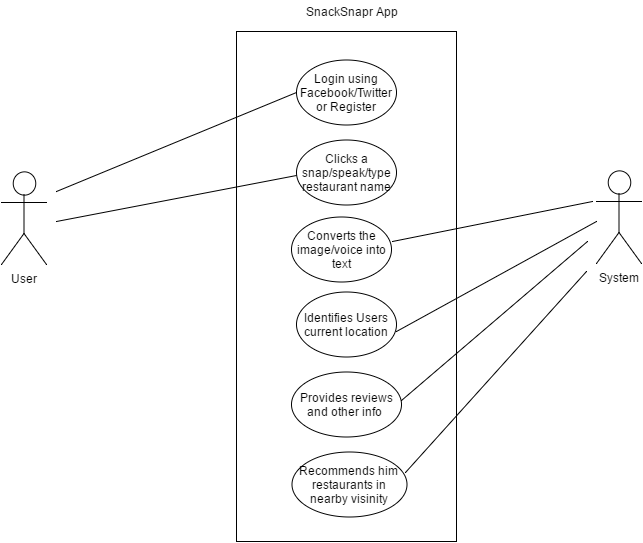 SnackSnapr App
Login using
Facebook/Twitter
or Register
Clicks a
snap/speak/type
restaurant name
Converts the
image/voice into
text
User
System
Identifies Users
current location
Provides reviews
and other info
Recommends him
restaurants in
nearby visinity